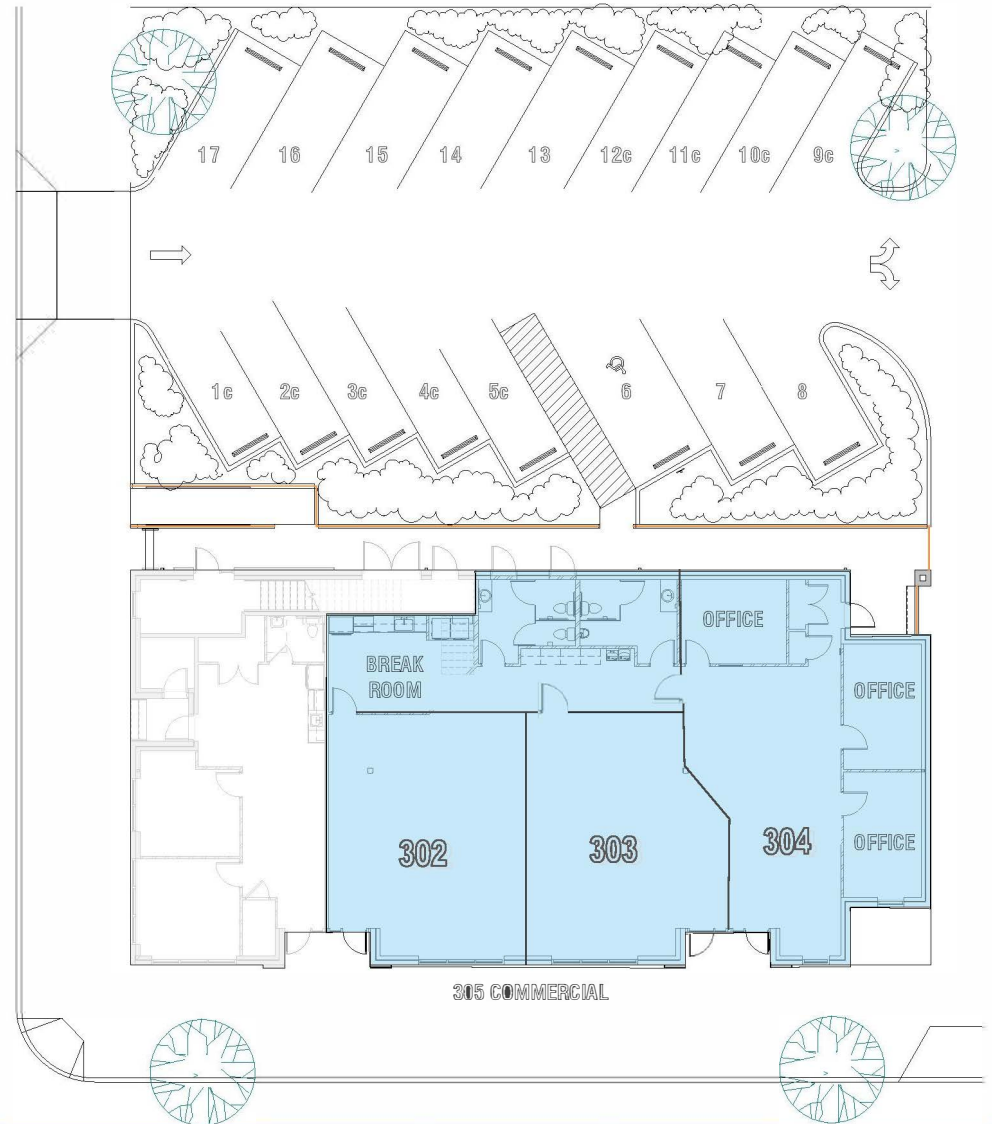 17 16 15 14 13 12c 11c 10c 9c
1c 2c 3c 4c 5c 6 7 8
OFFICE
BREAK
ROOM
OFFICE
302 303 304 OFFICE
305 COMMERCIAL